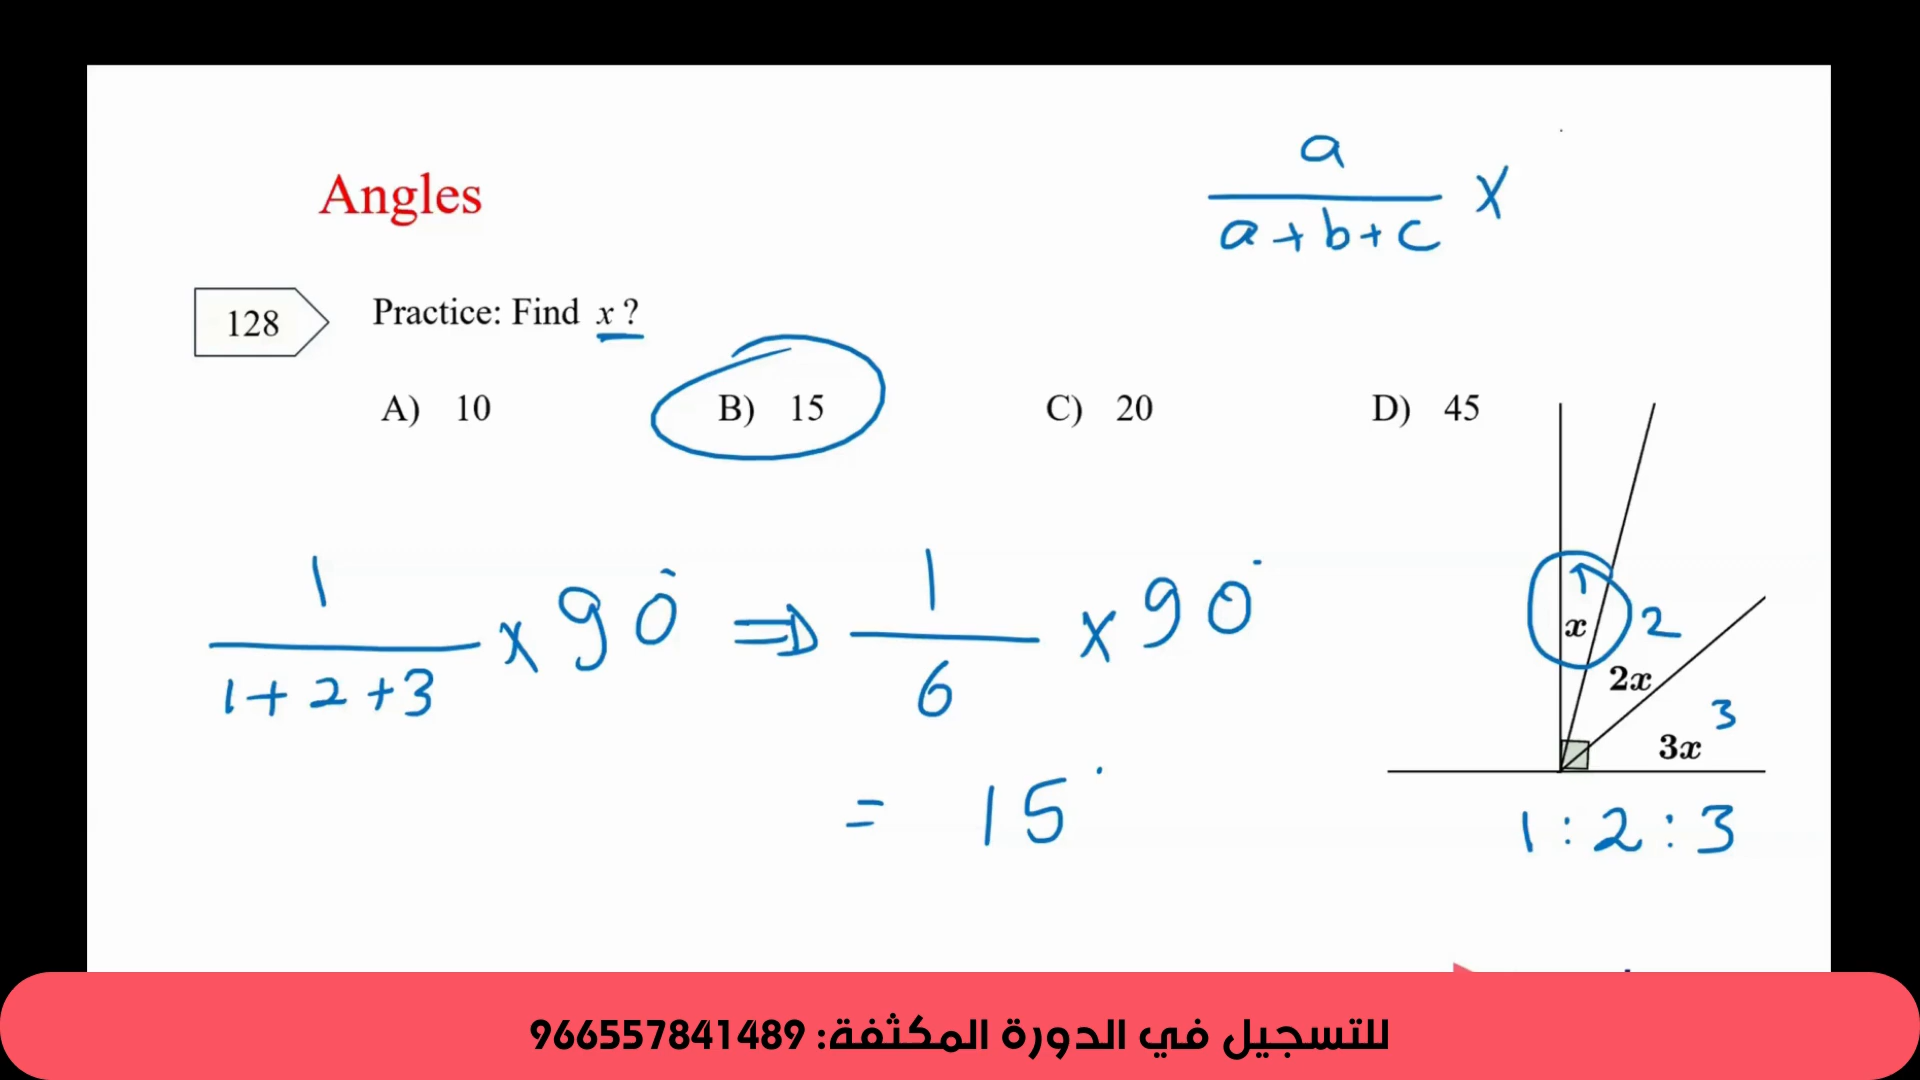 Angles
a
a+b+c ×
128 Practice: Find x ?
A) 10 B) 15 C) 20 D) 45
1 1
1+2+3 × 90° ⇒ 6 × 90°
= 15°
x 2
2x
3x 3
1 : 2 : 3
للتسجيل في الدورة المكثفة: 966557841489